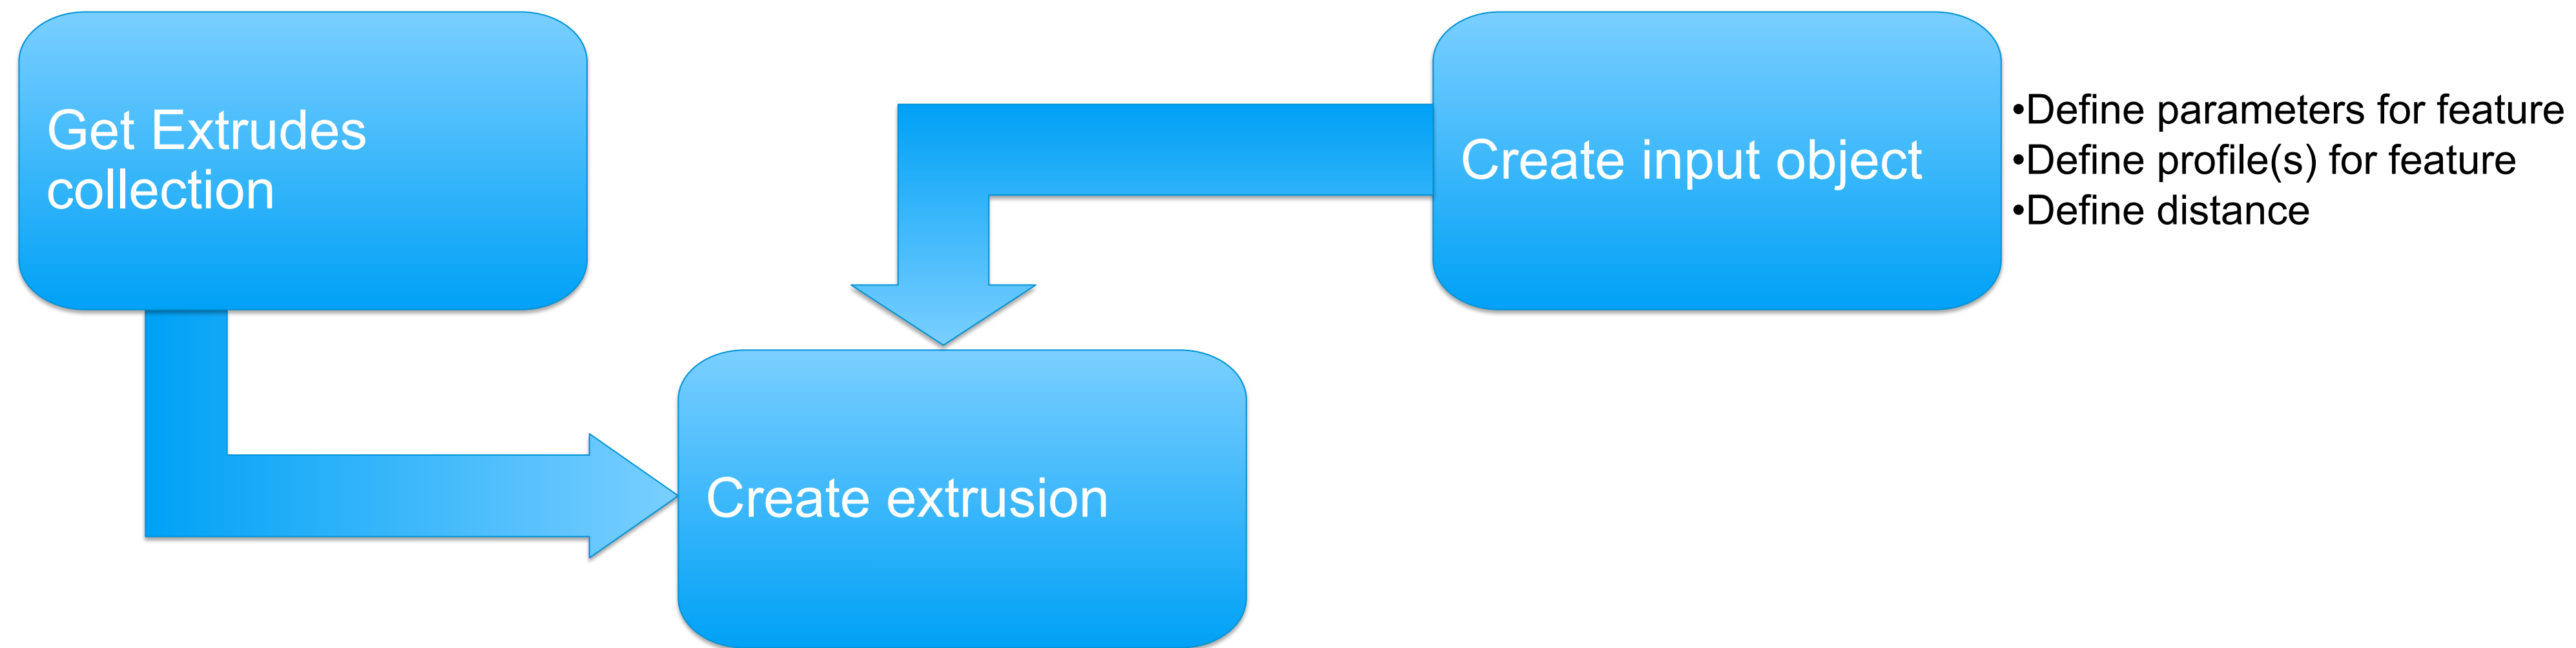 Get Extrudes
collection
Create input object
•Define parameters for feature
•Define profile(s) for feature
•Define distance
Create extrusion